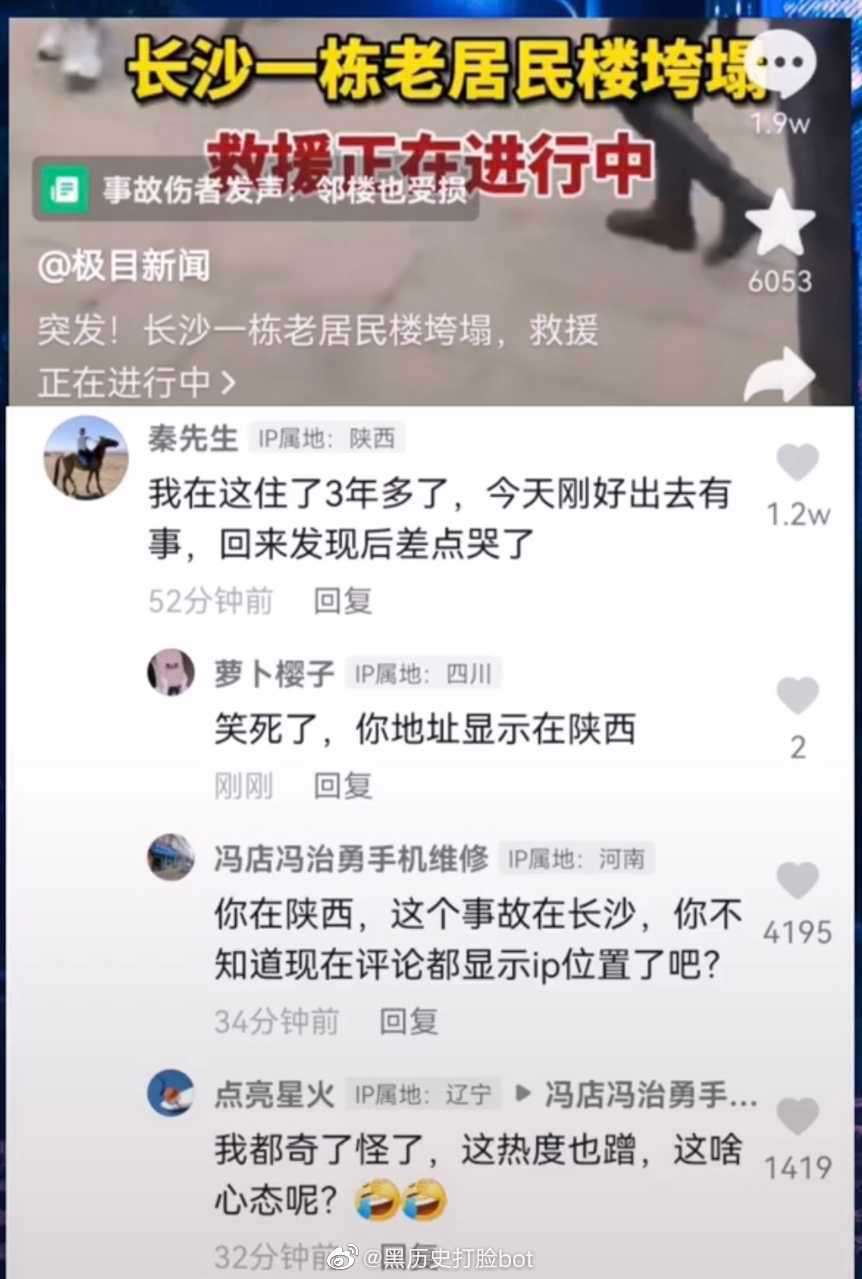 长沙一栋老居民楼垮塌
1.9w
救援正在进行中
事故伤者发声：邻楼也受损
6053
@极目新闻
突发！长沙一栋老居民楼垮塌，救援
正在进行中>
秦先生 IP属地：陕西
我在这住了3年多了，今天刚好出去有
事，回来发现后差点哭了
1.2w
52分钟前 回复
萝卜樱子 IP属地：四川
笑死了，你地址显示在陕西
2
刚刚 回复
冯店冯治勇手机维修 IP属地：河南
你在陕西，这个事故在长沙，你不
知道现在评论都显示ip位置了吧？
4195
34分钟前 回复
点亮星火 IP属地：辽宁 ▶ 冯店冯治勇手...
我都奇了怪了，这热度也蹭，这啥
心态呢？🤣🤣
1419
32分钟前 回复
@黑历史打脸bot